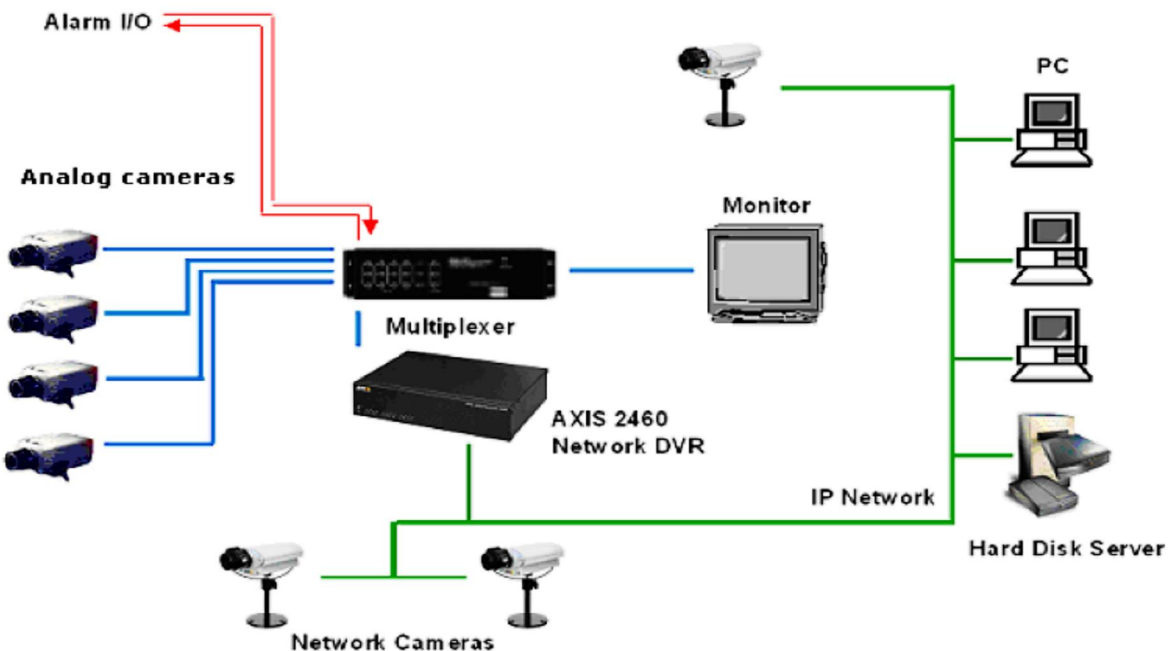 Alarm I/O
PC
Analog cameras
Monitor
Multiplexer
AXIS 2460
Network DVR
IP Network
Hard Disk Server
Network Cameras